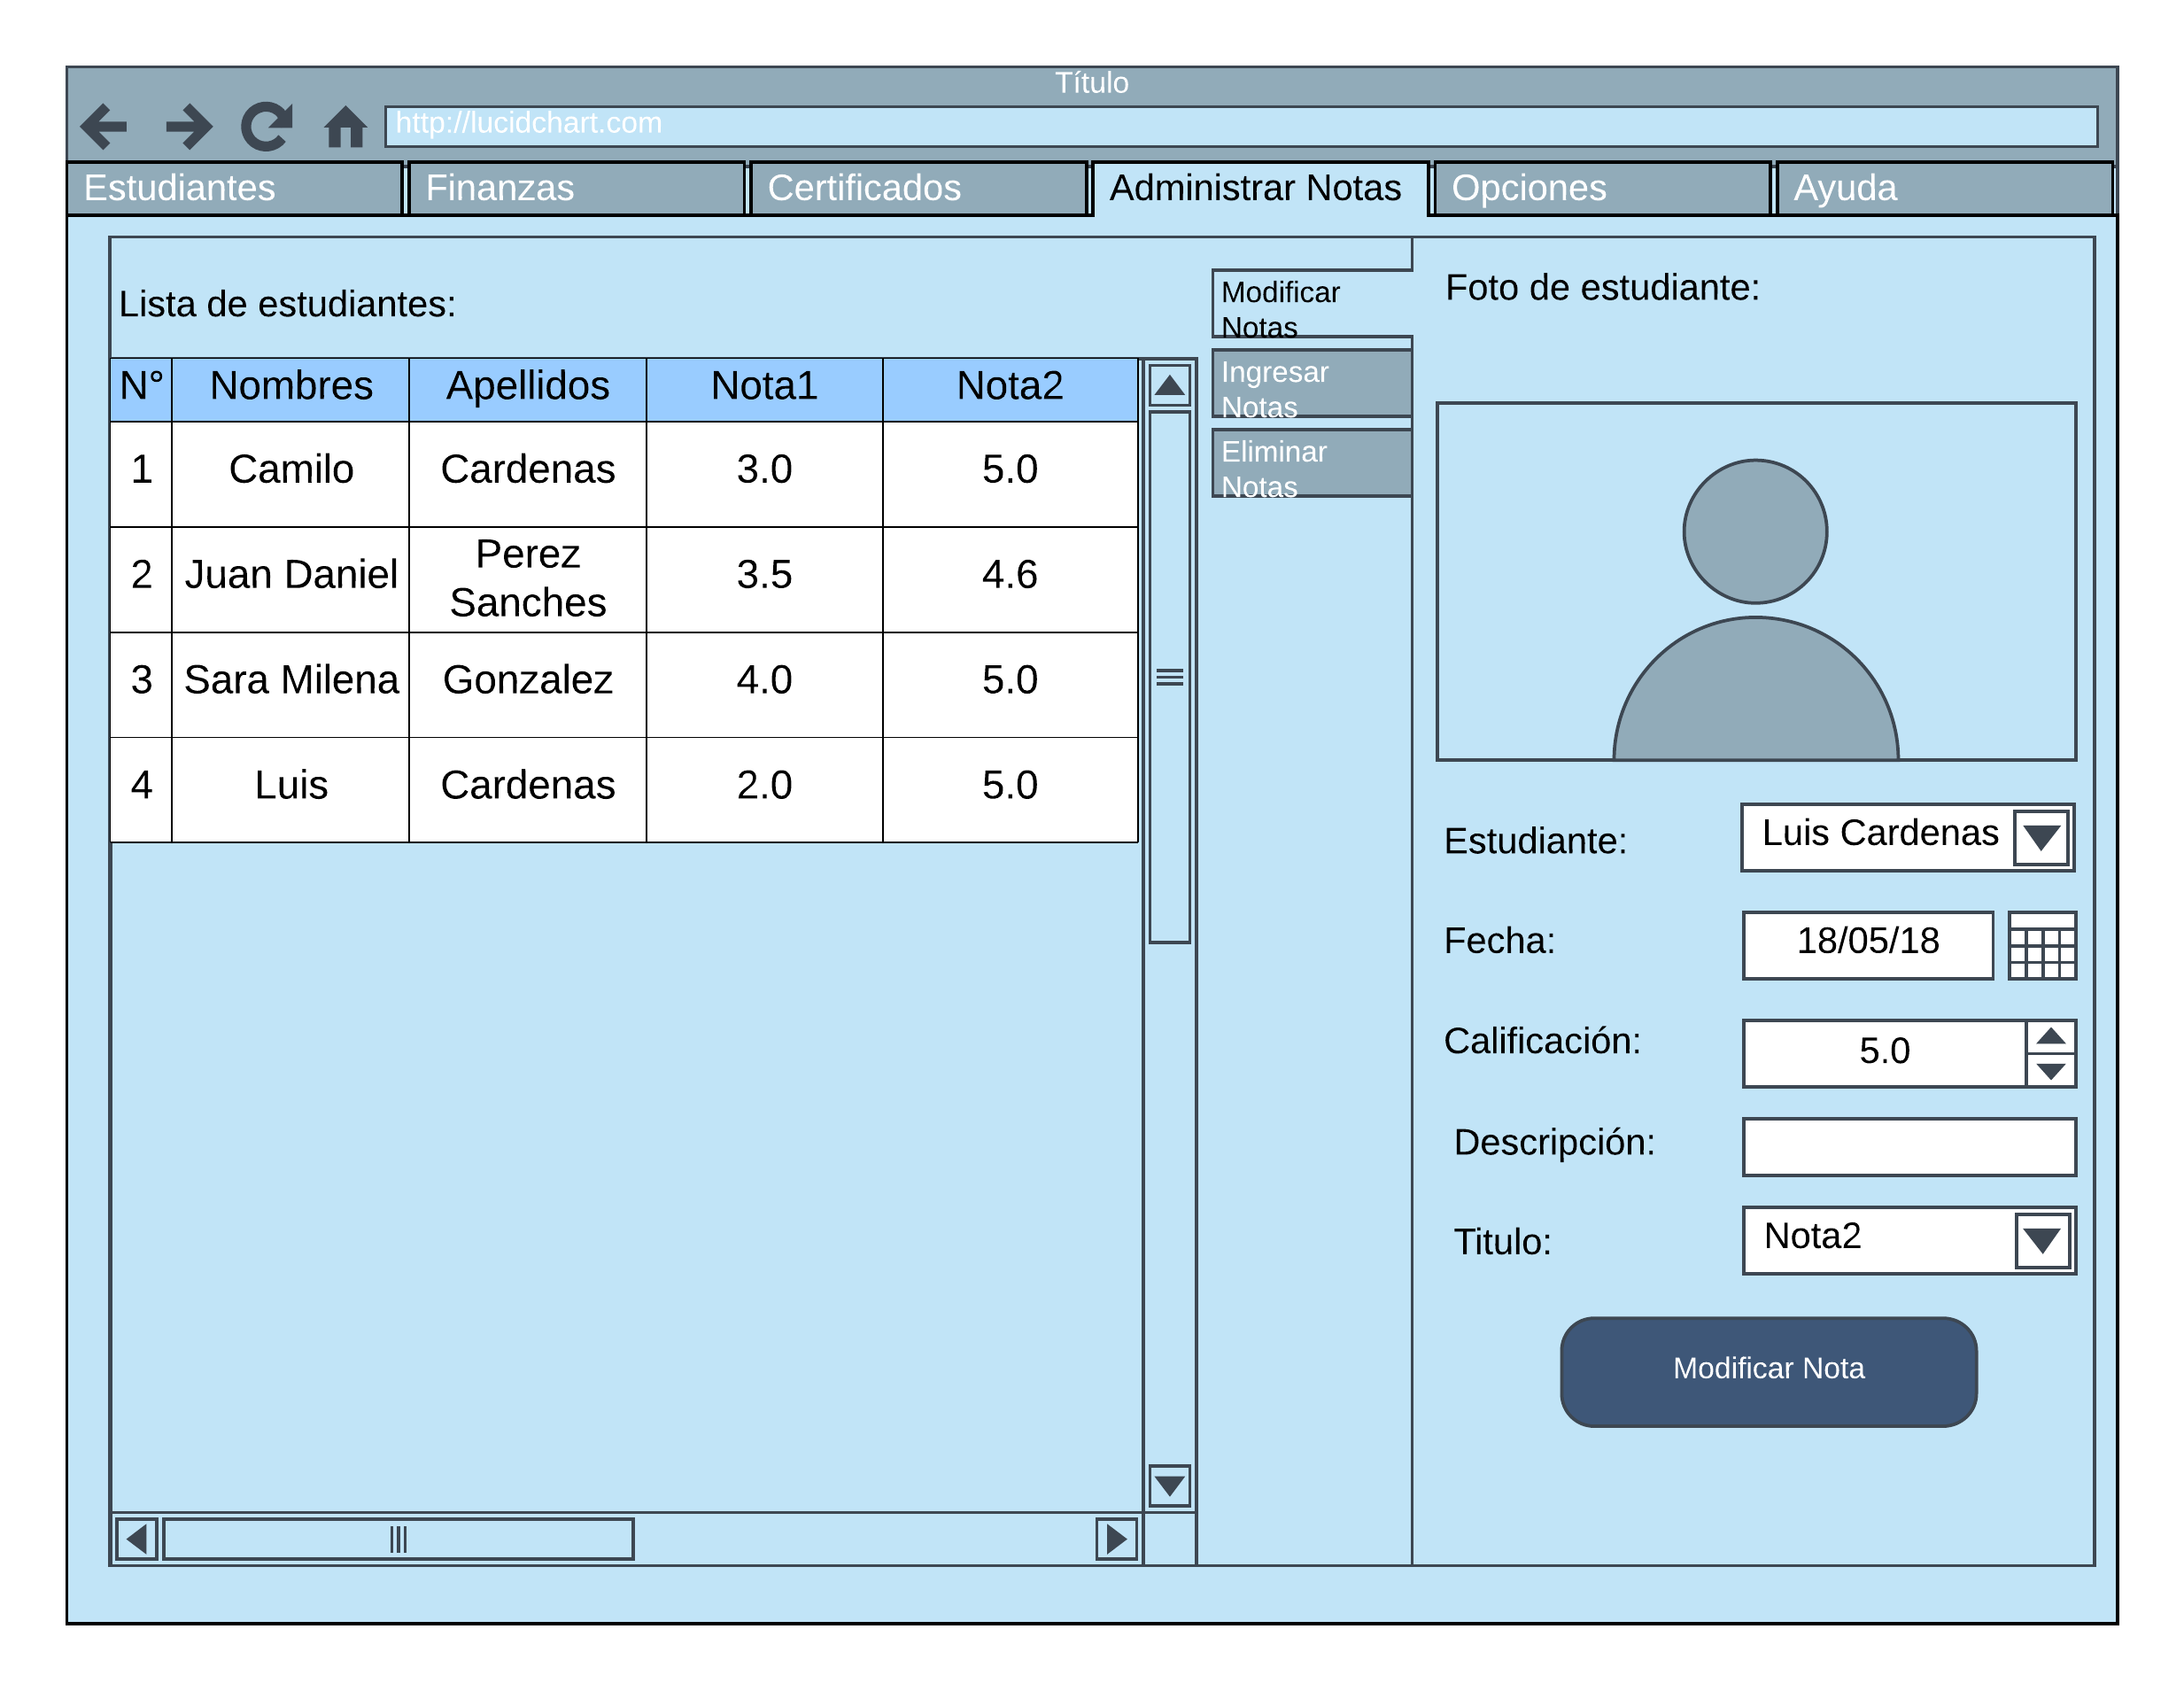 Título
http://lucidchart.com
Estudiantes
Finanzas
Certificados
Administrar Notas
Opciones
Ayuda
Lista de estudiantes:
N° Nombres Apellidos Nota1 Nota2
1 Camilo Cardenas 3.0 5.0
2 Juan Daniel Perez Sanches 3.5 4.6
3 Sara Milena Gonzalez 4.0 5.0
4 Luis Cardenas 2.0 5.0
Modificar
Notas
Ingresar
Notas
Eliminar
Notas
Foto de estudiante:
Estudiante: Luis Cardenas
Fecha: 18/05/18
Calificación: 5.0
Descripción:
Titulo: Nota2
Modificar Nota